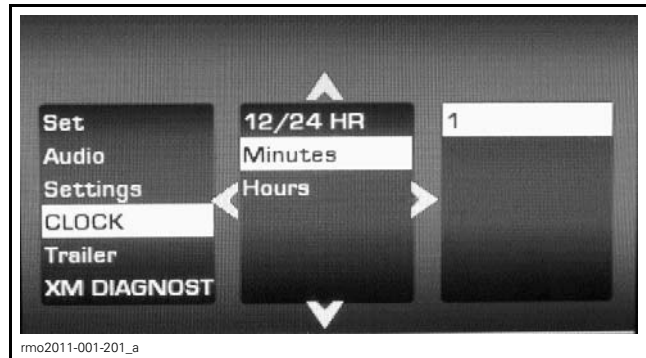 Set
Audio
Settings
CLOCK
Trailer
XM DIAGNOST
12/24 HR
Minutes
Hours
1
rmo2011-001-201_a